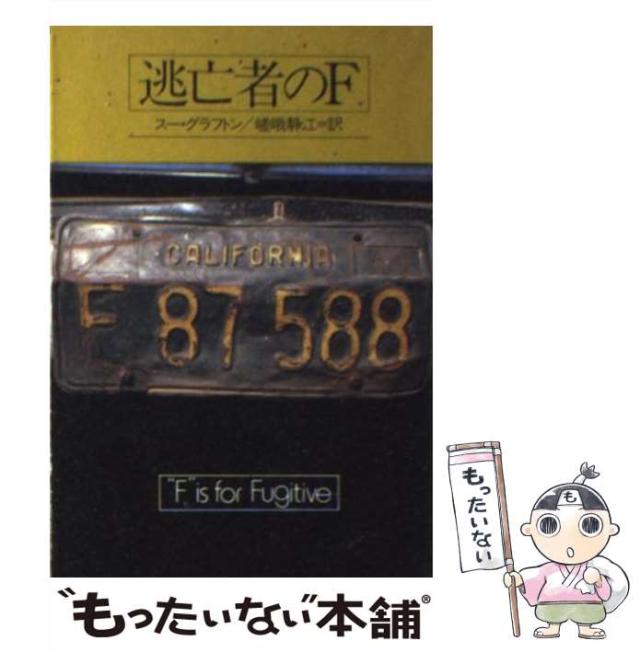 逃亡者のF
スー・グラフトン/嵯峨静江=訳
CALIFORNIA
F 87 588
"F" is for Fugitive
も
もったいない
"もったいない"本舗®